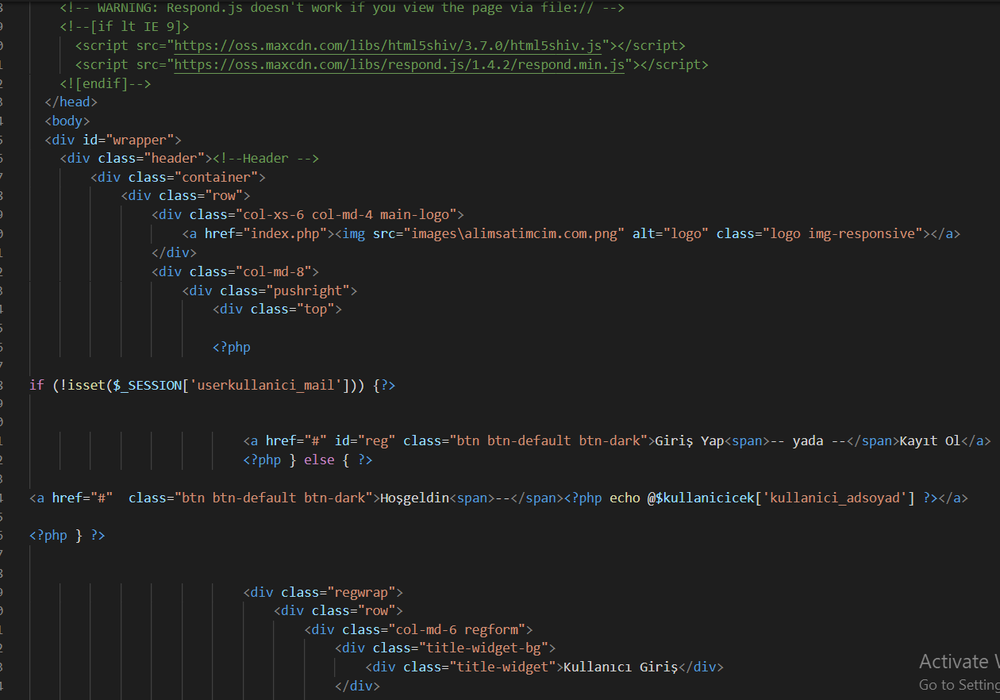 <!-- WARNING: Respond.js doesn't work if you view the page via file:// -->
<!--[if lt IE 9]>
<script src="https://oss.maxcdn.com/libs/html5shiv/3.7.0/html5shiv.js"></script>
<script src="https://oss.maxcdn.com/libs/respond.js/1.4.2/respond.min.js"></script>
<![endif]-->
</head>
<body>
<div id="wrapper">
<div class="header"><!--Header -->
<div class="container">
<div class="row">
<div class="col-xs-6 col-md-4 main-logo">
<a href="index.php"><img src="images\alimsatimcim.com.png" alt="logo" class="logo img-responsive"></a>
</div>
<div class="col-md-8">
<div class="pushright">
<div class="top">
<?php
if (!isset($_SESSION['userkullanici_mail'])) {?>
<a href="#" id="reg" class="btn btn-default btn-dark">Giriş Yap<span>-- yada --</span>Kayıt Ol</a>
<?php } else { ?>
<a href="#"  class="btn btn-default btn-dark">Hoşgeldin<span>--</span><?php echo @$kullanicicek['kullanici_adsoyad'] ?></a>
<?php } ?>
<div class="regwrap">
<div class="row">
<div class="col-md-6 regform">
<div class="title-widget-bg">
<div class="title-widget">Kullanıcı Giriş</div>
</div>
Activate
Go to Setting